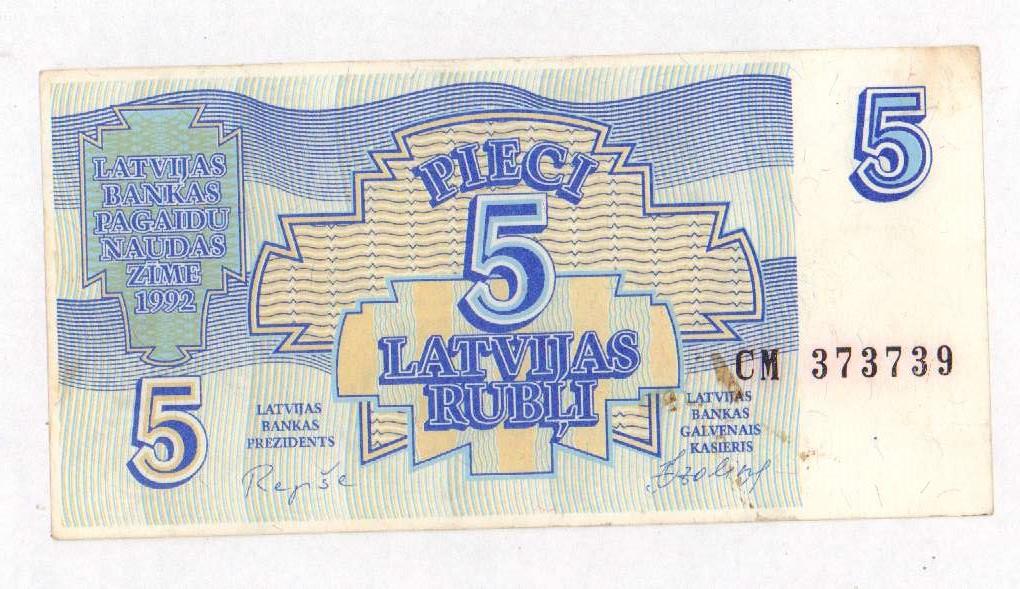 LATVIJAS
BANKAS
PAGAIDU
NAUDAS
ZĪME
1992
PIECI
5
LATVIJAS
RUBĻI
5
CM 373739
5
LATVIJAS
BANKAS
PREZIDENTS
Repše
LATVIJAS
BANKAS
GALVENAIS
KASIERIS